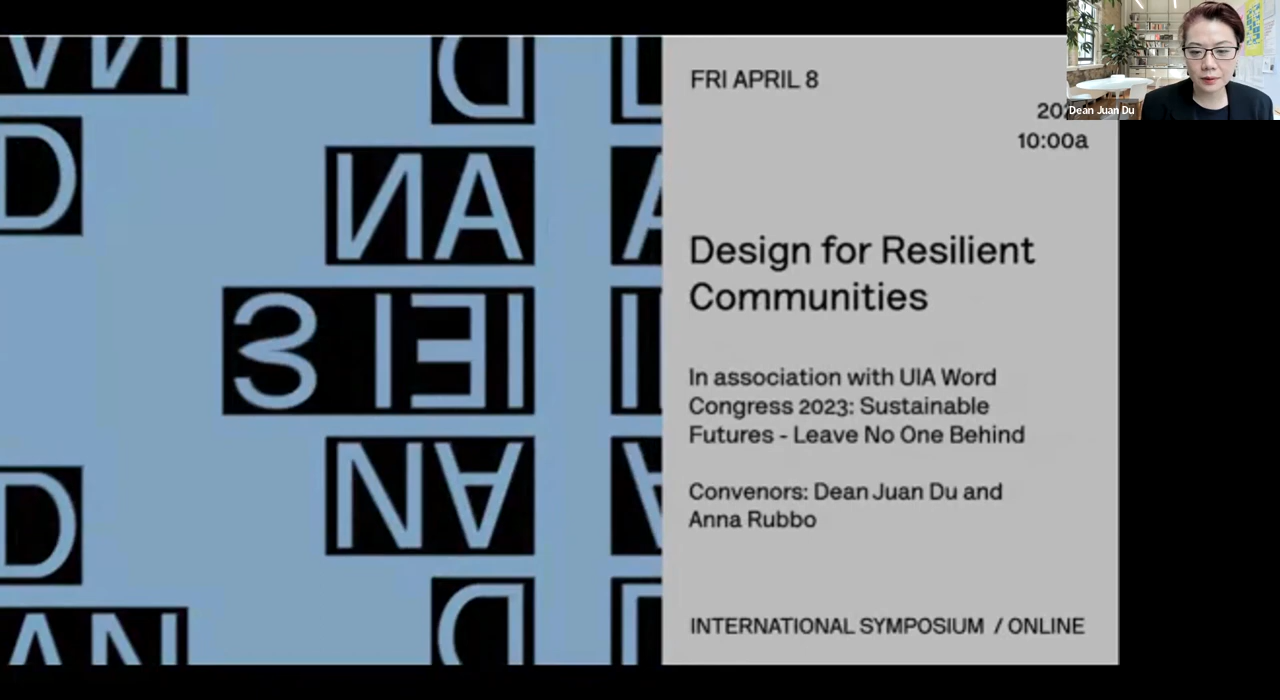 FRI APRIL 8
10:00a
Design for Resilient
Communities
In association with UIA Word
Congress 2023: Sustainable
Futures - Leave No One Behind
Convenors: Dean Juan Du and
Anna Rubbo
INTERNATIONAL SYMPOSIUM / ONLINE
Dean Juan Du